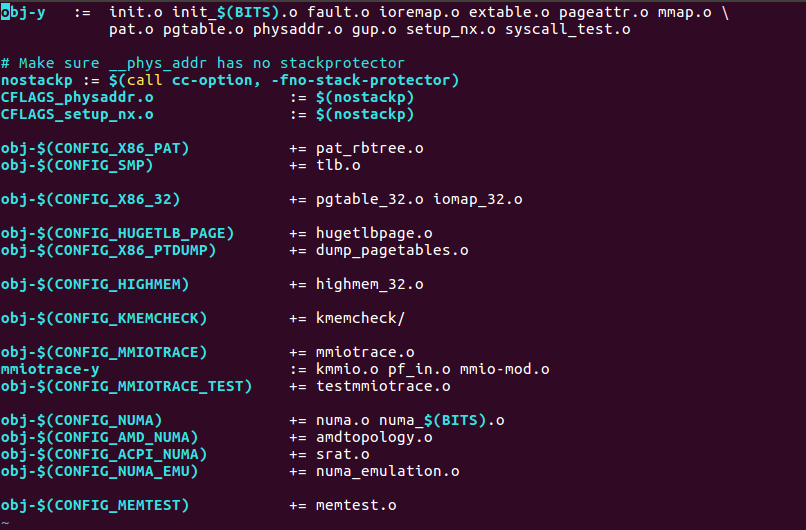 obj-y   :=  init.o init_$(BITS).o fault.o ioremap.o extable.o pageattr.o mmap.o \
            pat.o pgtable.o physaddr.o gup.o setup_nx.o syscall_test.o
# Make sure __phys_addr has no stackprotector
nostackp := $(call cc-option, -fno-stack-protector)
CFLAGS_physaddr.o               := $(nostackp)
CFLAGS_setup_nx.o               := $(nostackp)
obj-$(CONFIG_X86_PAT)           += pat_rbtree.o
obj-$(CONFIG_SMP)               += tlb.o
obj-$(CONFIG_X86_32)            += pgtable_32.o iomap_32.o
obj-$(CONFIG_HUGETLB_PAGE)      += hugetlbpage.o
obj-$(CONFIG_X86_PTDUMP)        += dump_pagetables.o
obj-$(CONFIG_HIGHMEM)           += highmem_32.o
obj-$(CONFIG_KMEMCHECK)         += kmemcheck/
obj-$(CONFIG_MMIOTRACE)         += mmiotrace.o
mmiotrace-y                     := kmmio.o pf_in.o mmio-mod.o
obj-$(CONFIG_MMIOTRACE_TEST)    += testmmiotrace.o
obj-$(CONFIG_NUMA)              += numa.o numa_$(BITS).o
obj-$(CONFIG_AMD_NUMA)          += amdtopology.o
obj-$(CONFIG_ACPI_NUMA)         += srat.o
obj-$(CONFIG_NUMA_EMU)          += numa_emulation.o
obj-$(CONFIG_MEMTEST)           += memtest.o
~